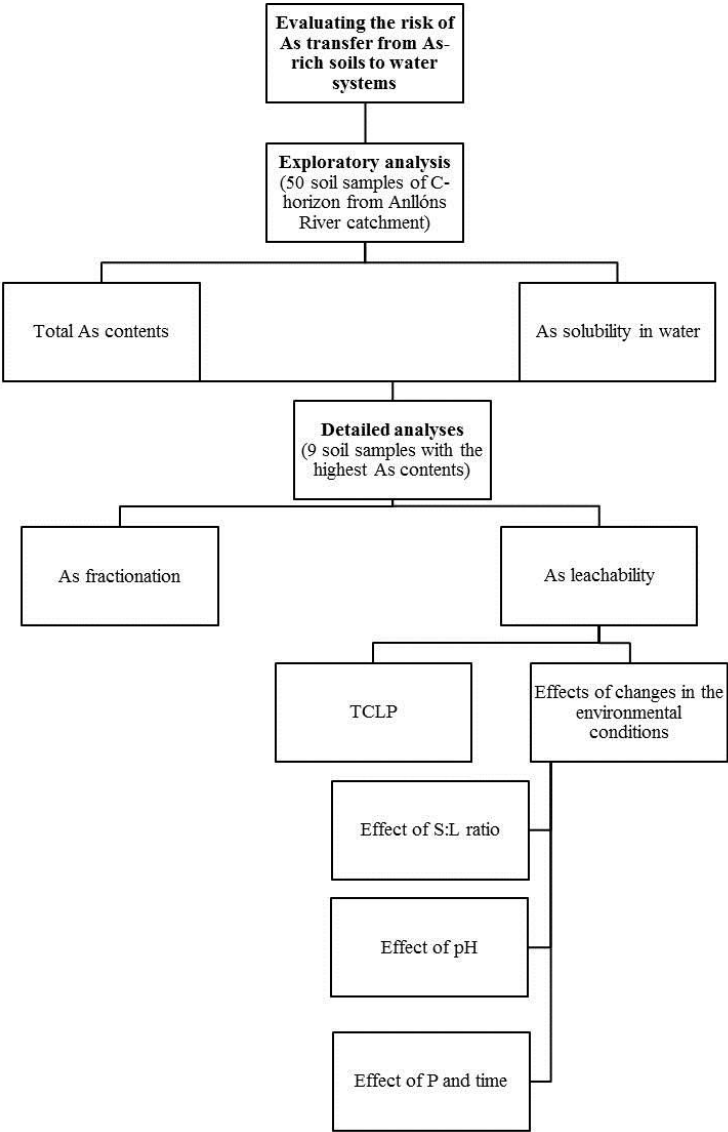 Evaluating the risk of
As transfer from As-
rich soils to water
systems
Exploratory analysis
(50 soil samples of C-
horizon from Anllóns
River catchment)
Total As contents
As solubility in water
Detailed analyses
(9 soil samples with the
highest As contents)
As fractionation
As leachability
TCLP
Effects of changes in the
environmental
conditions
Effect of S:L ratio
Effect of pH
Effect of P and time